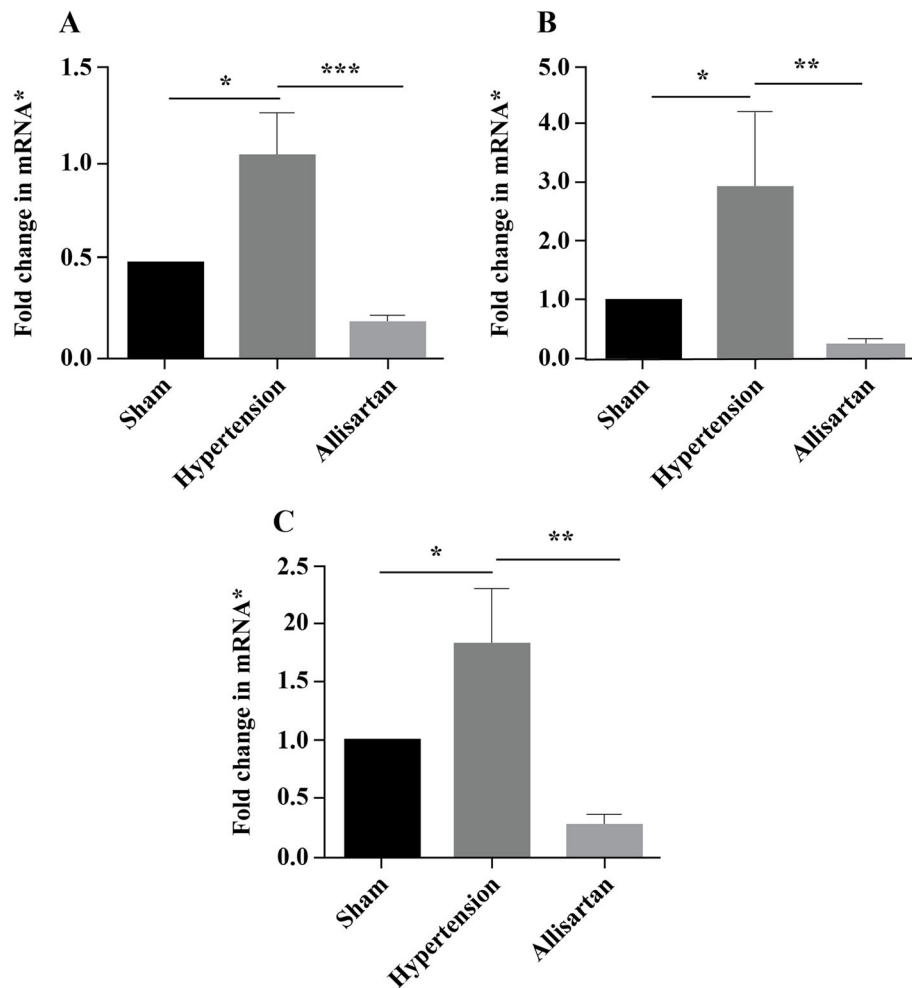 A
Fold change in mRNA*
1.5
1.0
0.5
0.0
*
***
Sham
Hypertension
Allisartan
B
Fold change in mRNA*
5.0
4.0
3.0
2.0
1.0
0.0
*
**
Sham
Hypertension
Allisartan
C
Fold change in mRNA*
2.5
20
1.5
1.0
0.5
0.0
*
**
Sham
Hypertension
Allisartan